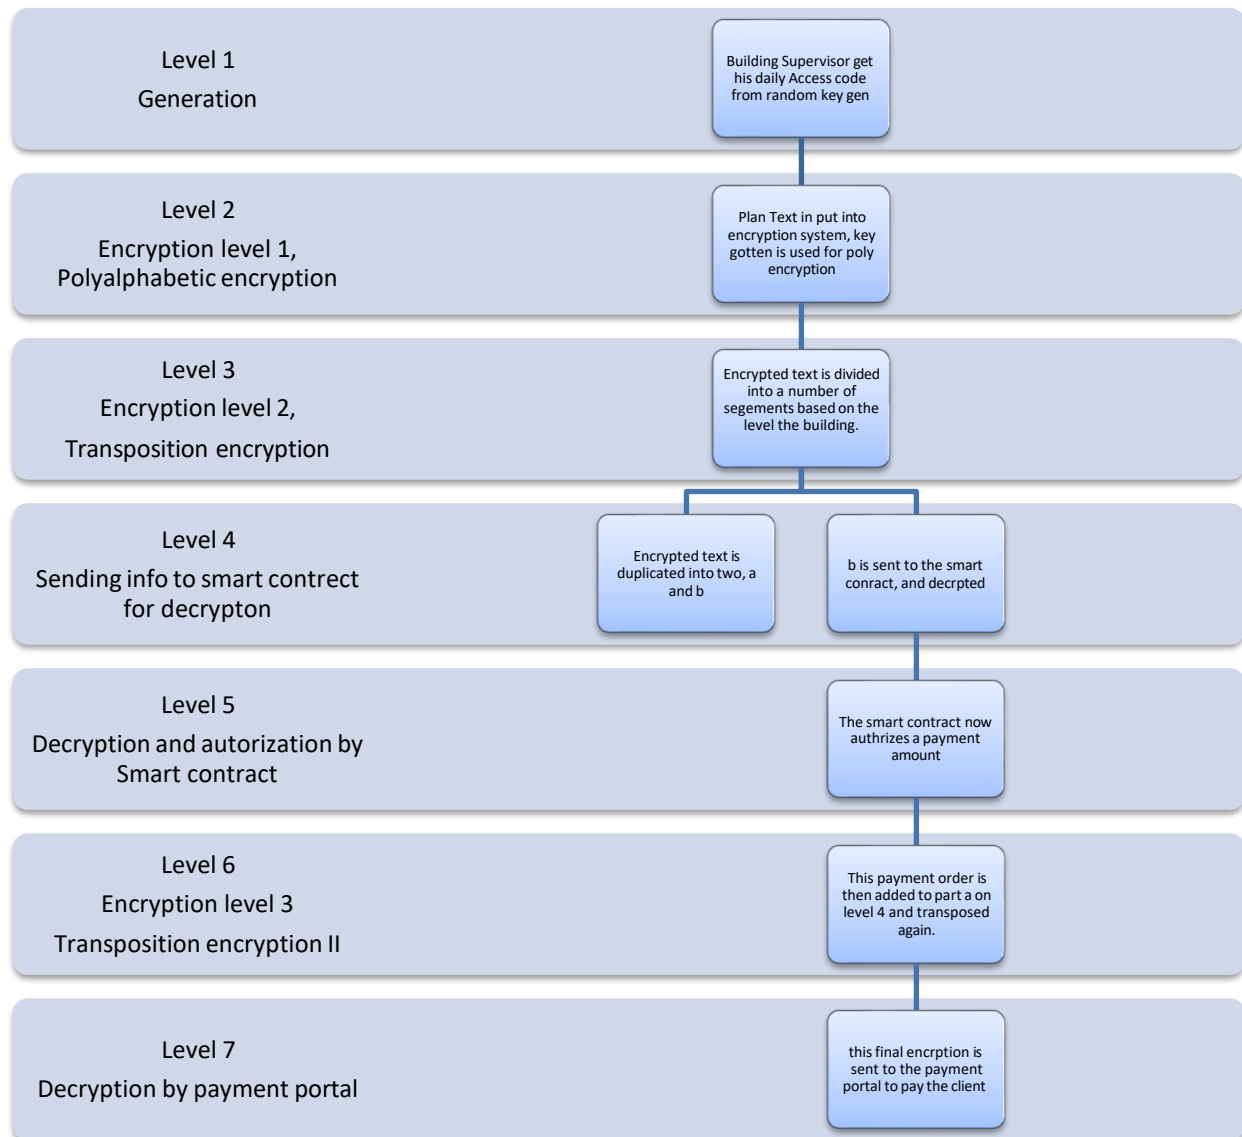 Level 1
Generation
Building Supervisor get
his daily Access code
from random key gen
Level 2
Encryption level 1,
Polyalphabetic encryption
Plan Text in put into
encryption system, key
gotten is used for poly
encryption
Level 3
Encryption level 2,
Transposition encryption
Encrypted text is divided
into a number of
segements based on the
level the building.
Level 4
Sending info to smart contrect
for decrypton
Encrypted text is
duplicated into two, a
and b
b is sent to the smart
conract, and decrpted
Level 5
Decryption and autorization by
Smart contract
The smart contract now
authrizes a payment
amount
Level 6
Encryption level 3
Transposition encryption II
This payment order is
then added to part a on
level 4 and transposed
again.
Level 7
Decryption by payment portal
this final encrption is
sent to the payment
portal to pay the client